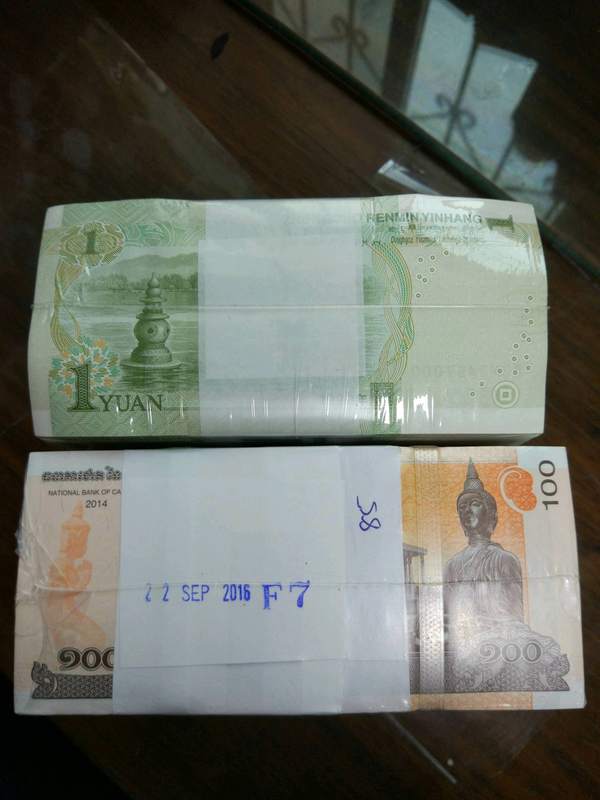 1
RENMIN YINHANG
1
1 YUAN
NATIONAL BANK OF CA
2014
100
58
22 SEP 2016 F7
១០០
១០០